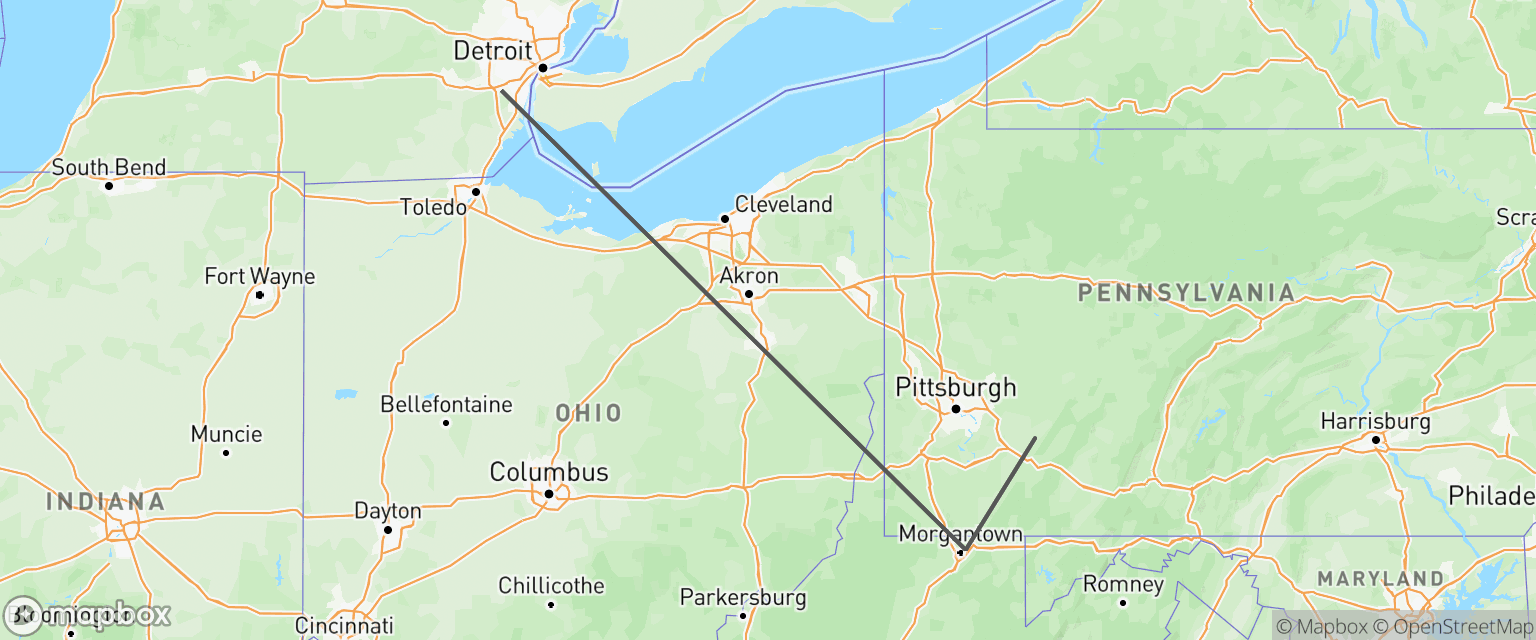 Detroit
South Bend
Toledo
Cleveland
Scra
Fort Wayne
Akron
PENNSYLVANIA
Pittsburgh
Bellefontaine
OHIO
Muncie
Harrisburg
Columbus
INDIANA
Philade
Dayton
Morgantown
Chillicothe
Romney
MARYLAND
Parkersburg
Bloomington
mapbox
Cincinnati
© Mapbox © OpenStreetMap